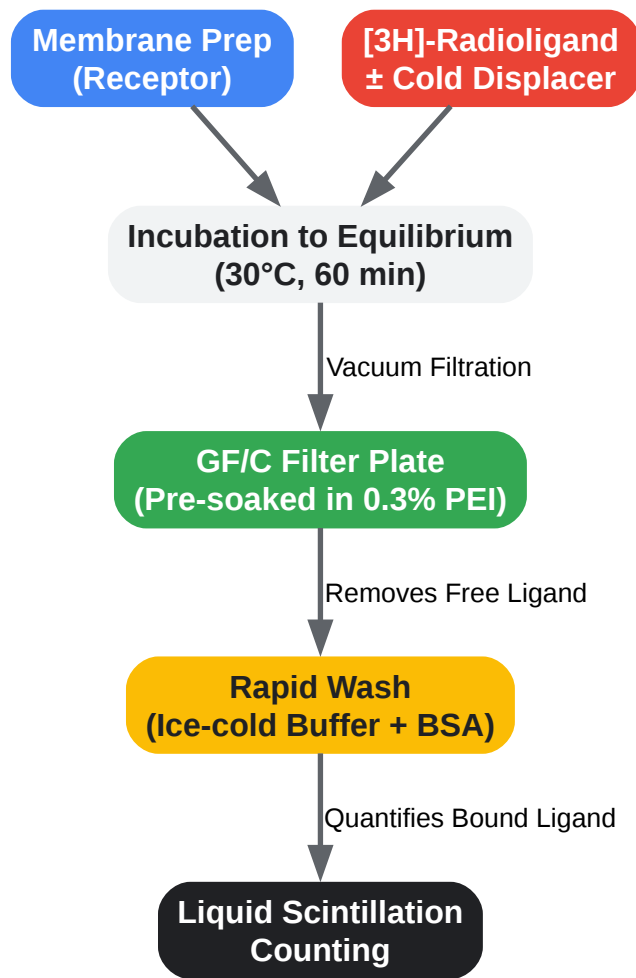 Membrane Prep
(Receptor)
[3H]-Radioligand
± Cold Displacer
Incubation to Equilibrium
(30°C, 60 min)
Vacuum Filtration
GF/C Filter Plate
(Pre-soaked in 0.3% PEI)
Removes Free Ligand
Rapid Wash
(Ice-cold Buffer + BSA)
Quantifies Bound Ligand
Liquid Scintillation
Counting